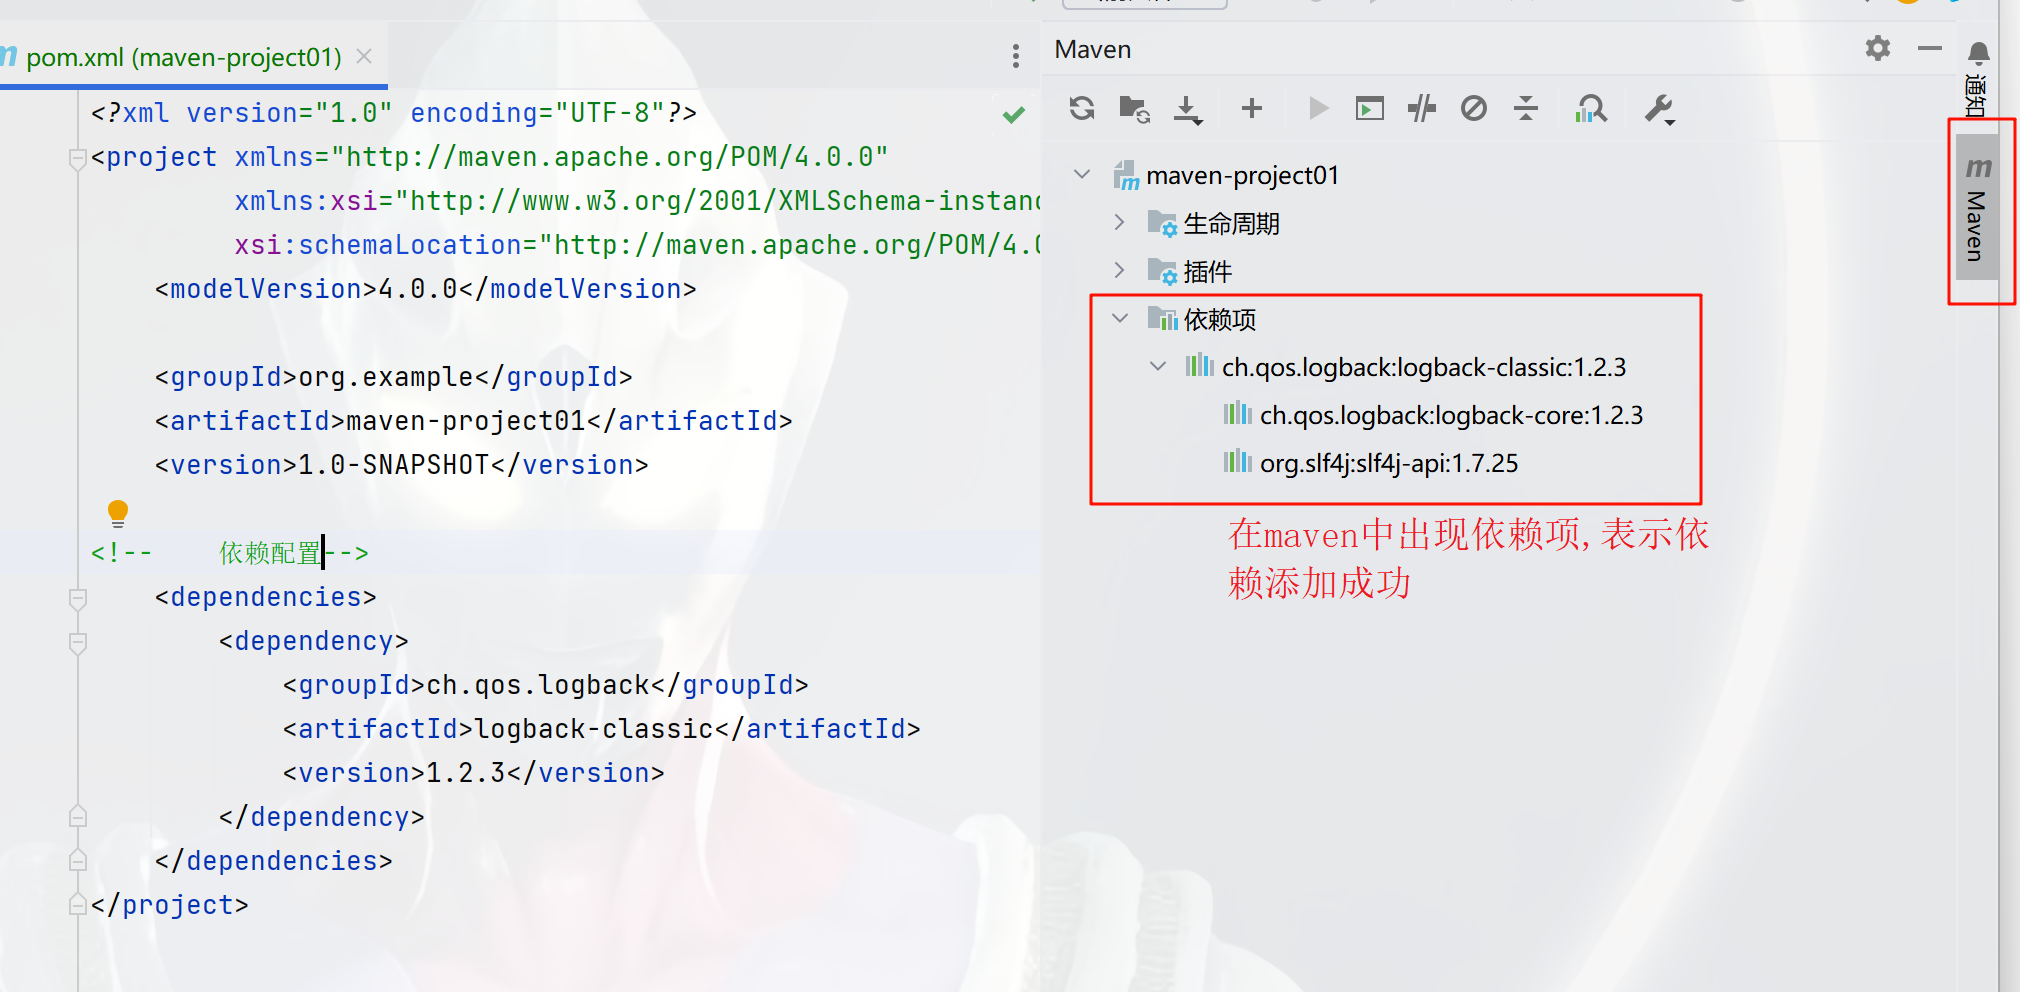 pom.xml (maven-project01)
<?xml version="1.0" encoding="UTF-8"?>
<project xmlns="http://maven.apache.org/POM/4.0.0"
xmlns:xsi="http://www.w3.org/2001/XMLSchema-instanc
xsi:schemaLocation="http://maven.apache.org/POM/4.0
<modelVersion>4.0.0</modelVersion>
<groupId>org.example</groupId>
<artifactId>maven-project01</artifactId>
<version>1.0-SNAPSHOT</version>
<!-- 依赖配置-->
<dependencies>
<dependency>
<groupId>ch.qos.logback</groupId>
<artifactId>logback-classic</artifactId>
<version>1.2.3</version>
</dependency>
</dependencies>
</project>
Maven
maven-project01
生命周期
插件
依赖项
ch.qos.logback:logback-classic:1.2.3
ch.qos.logback:logback-core:1.2.3
org.slf4j:slf4j-api:1.7.25
在maven中出现依赖项,表示依
赖添加成功
通知
Maven